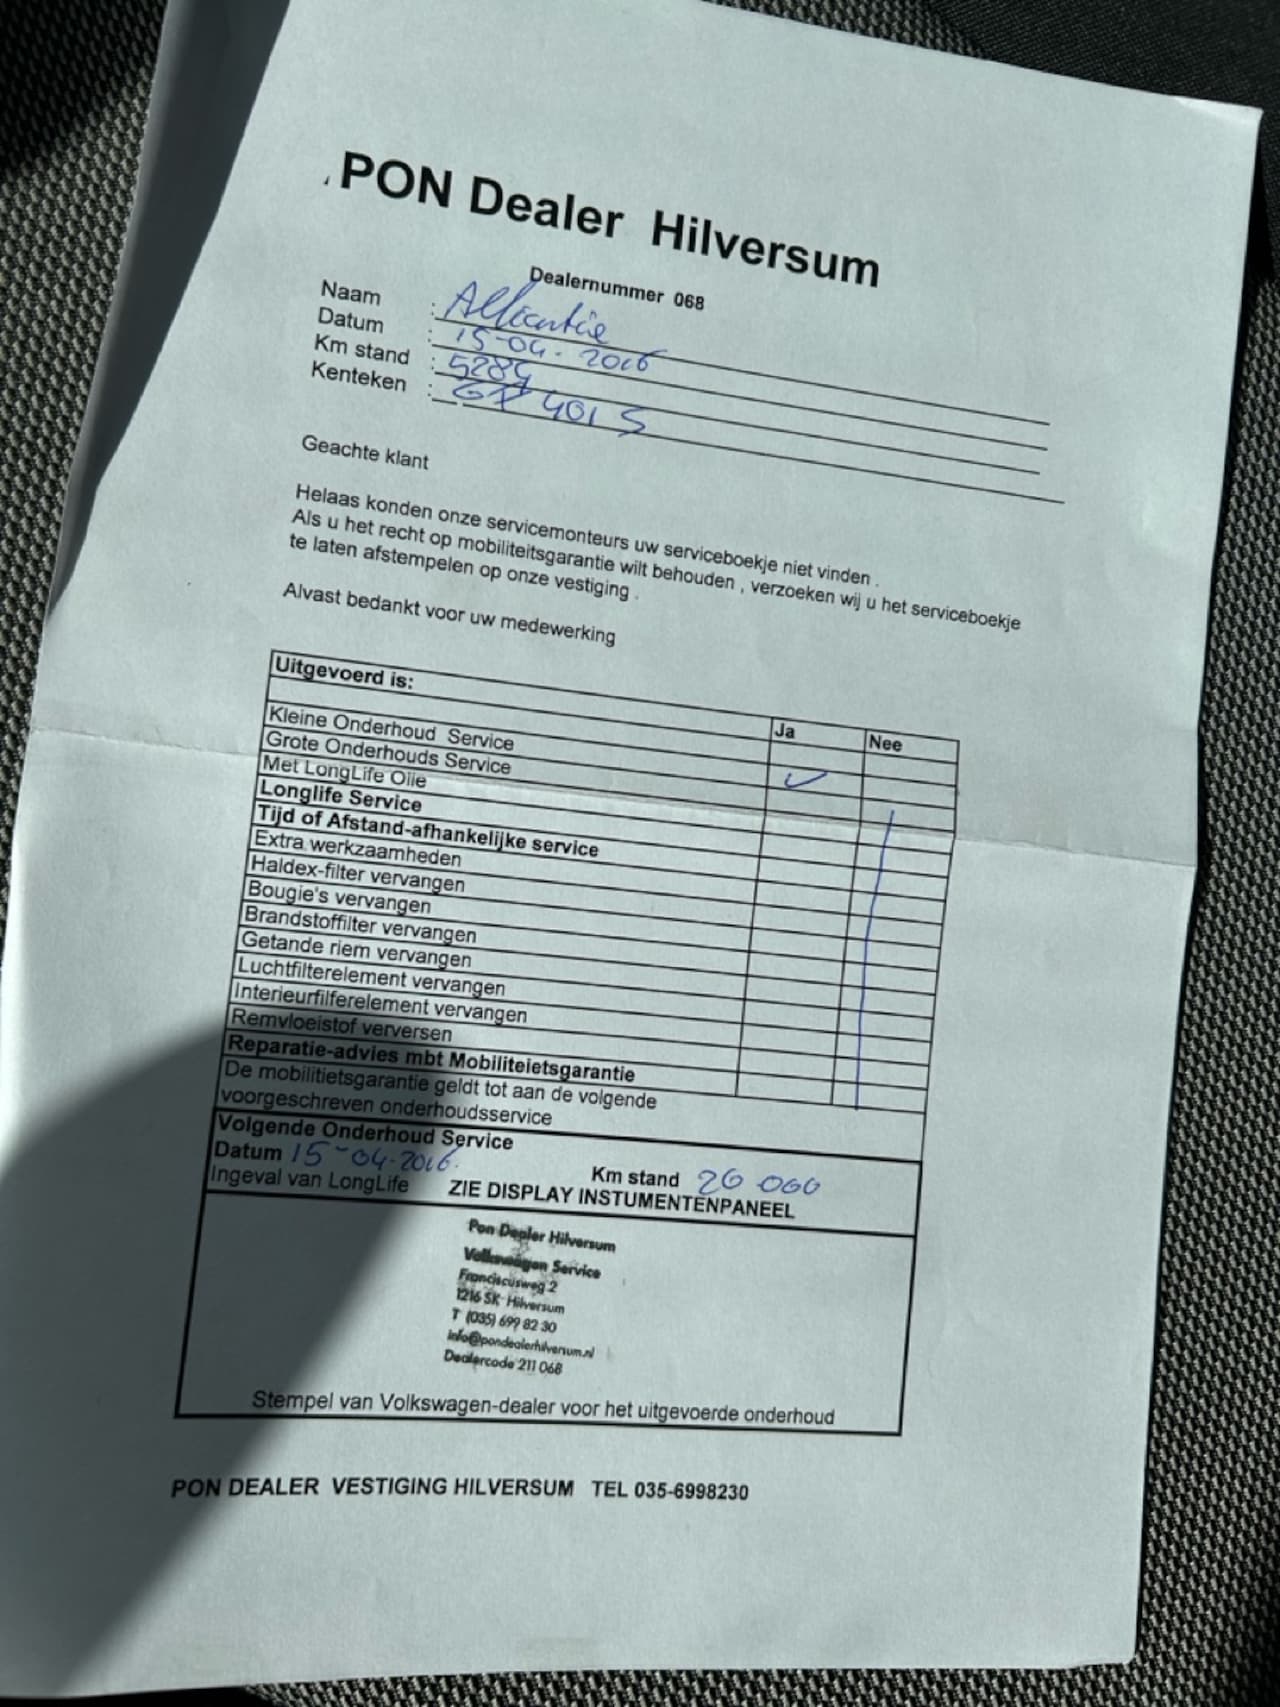 PON Dealer Hilversum
Dealernummer 068
Naam :
Datum : 15-04-2016
Km stand : 5289
Kenteken : GP 401 S
Geachte klant
Helaas konden onze servicemonteurs uw serviceboekje niet vinden .
Als u het recht op mobiliteitsgarantie wilt behouden , verzoeken wij u het serviceboekje
te laten afstempelen op onze vestiging .
Alvast bedankt voor uw medewerking
Uitgevoerd is:
Ja Nee
Kleine Onderhoud Service
Grote Onderhouds Service
Met LongLife Olie
Longlife Service
Tijd of Afstand-afhankelijke service
Extra werkzaamheden
Haldex-filter vervangen
Bougie's vervangen
Brandstoffilter vervangen
Getande riem vervangen
Luchtfilterelement vervangen
Interieurfilferelement vervangen
Remvloeistof verversen
Reparatie-advies mbt Mobiliteietsgarantie
De mobilitietsgarantie geldt tot aan de volgende
voorgeschreven onderhoudsservice
Volgende Onderhoud Service
Datum 15-04-2016. Km stand 20 000
Ingeval van LongLife ZIE DISPLAY INSTUMENTENPANEEL
Pon Dealer Hilversum
Volkswagen Service
Franciscusweg 2
1216 SK Hilversum
T (035) 699 82 30
info@pondealerhilversum.nl
Dealercode 211 068
Stempel van Volkswagen-dealer voor het uitgevoerde onderhoud
PON DEALER VESTIGING HILVERSUM TEL 035-6998230